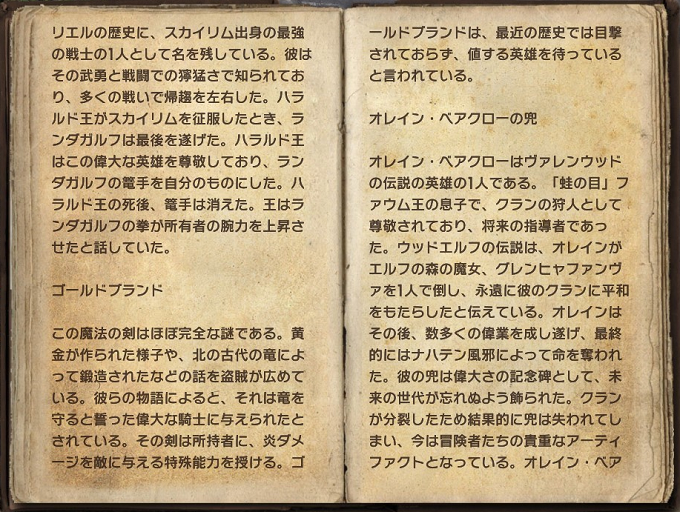 リエルの歴史に、スカイリム出身の最強
の戦士の1人として名を残している。彼は
その武勇と戦闘での獰猛さで知られてお
り、多くの戦いで帰趨を左右した。ハラ
ルド王がスカイリムを征服したとき、ラ
ンダガルフは最後を遂げた。ハラルド王
はこの偉大な英雄を尊敬しており、ラン
ダガルフの篭手を自分のものにした。ハ
ラルド王の死後、篭手は消えた。王はラ
ンダガルフの拳が所有者の腕力を上昇さ
せたと話していた。
ゴールドブランド
この魔法の剣はほぼ完全な謎である。黄
金が作られた様子や、北の古代の竜によ
って鍛造されたなどの話を盗賊が広めて
いる。彼らの物語によると、それは竜を
守ると誓った偉大な騎士に与えられたと
されている。その剣は所持者に、炎ダメ
ージを敵に与える特殊能力を授ける。ゴ
ールドブランドは、最近の歴史では目撃
されておらず、値する英雄を待っている
と言われている。
オレイン・ベアクローの兜
オレイン・ベアクローはヴァレンウッド
の伝説の英雄の1人である。「蛙の目」フ
ァウム王の息子で、クランの狩人として
尊敬されており、将来の指導者であっ
た。ウッドエルフの伝説は、オレインが
エルフの森の魔女、グレンヒャファンヴ
ァを1人で倒し、永遠に彼のクランに平和
をもたらしたと伝えている。オレインは
その後、数多くの偉業を成し遂げ、最終
的にはナハテン風邪によって命を奪われ
た。彼の兜は偉大さの記念碑として、未
来の世代が忘れぬよう飾られた。クラン
が分裂したため結果的に兜は失われてし
まい、今は冒険者たちの貴重なアーティ
ファクトとなっている。オレイン・ベア